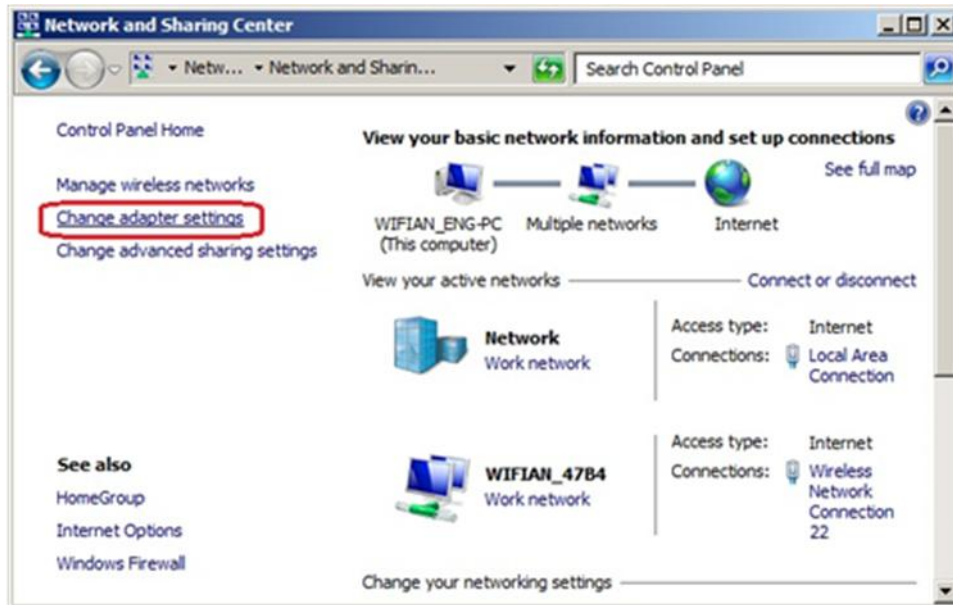 Network and Sharing Center
Netw... Network and Sharin... Search Control Panel
Control Panel Home
Manage wireless networks
Change adapter settings
Change advanced sharing settings
See also
HomeGroup
Internet Options
Windows Firewall
View your basic network information and set up connections
See full map
WIFIAN_ENG-PC
(This computer)
Multiple networks
Internet
View your active networks
Connect or disconnect
Network
Work network
Access type: Internet
Connections: Local Area
Connection
WIFIAN_47B4
Work network
Access type: Internet
Connections: Wireless
Network
Connection
22
Change your networking settings